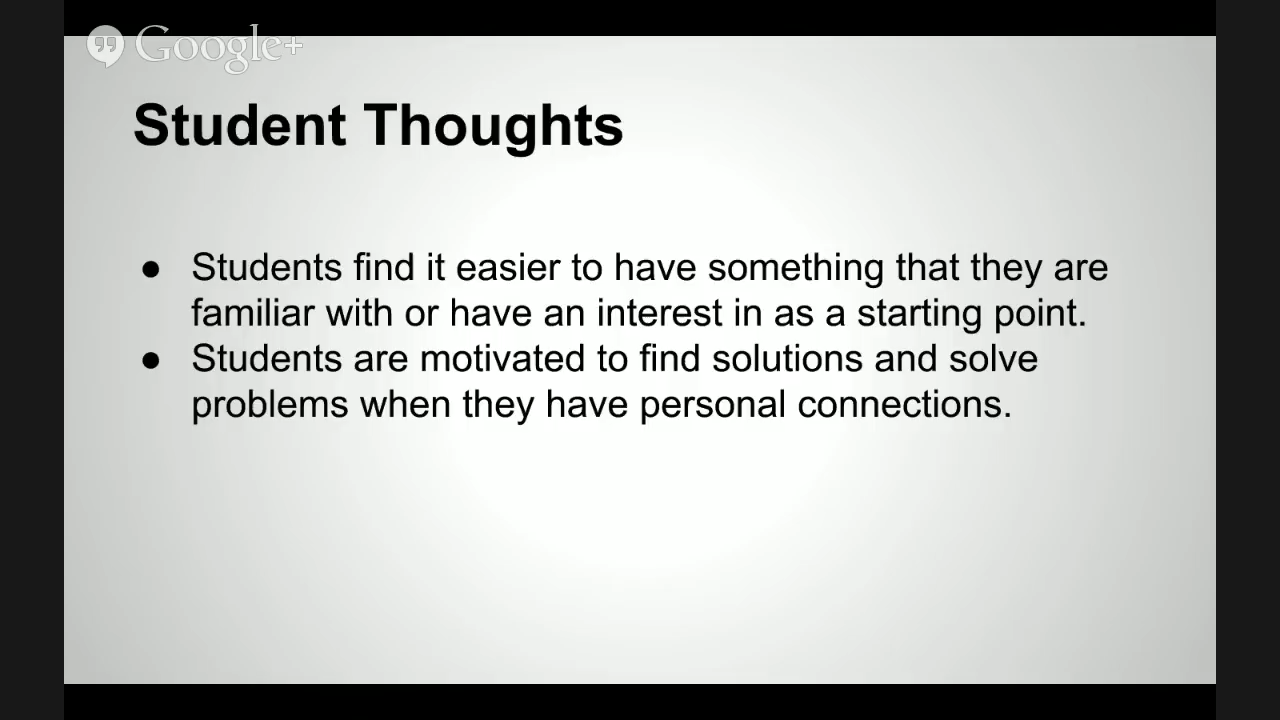 Google+
Student Thoughts
● Students find it easier to have something that they are
familiar with or have an interest in as a starting point.
● Students are motivated to find solutions and solve
problems when they have personal connections.